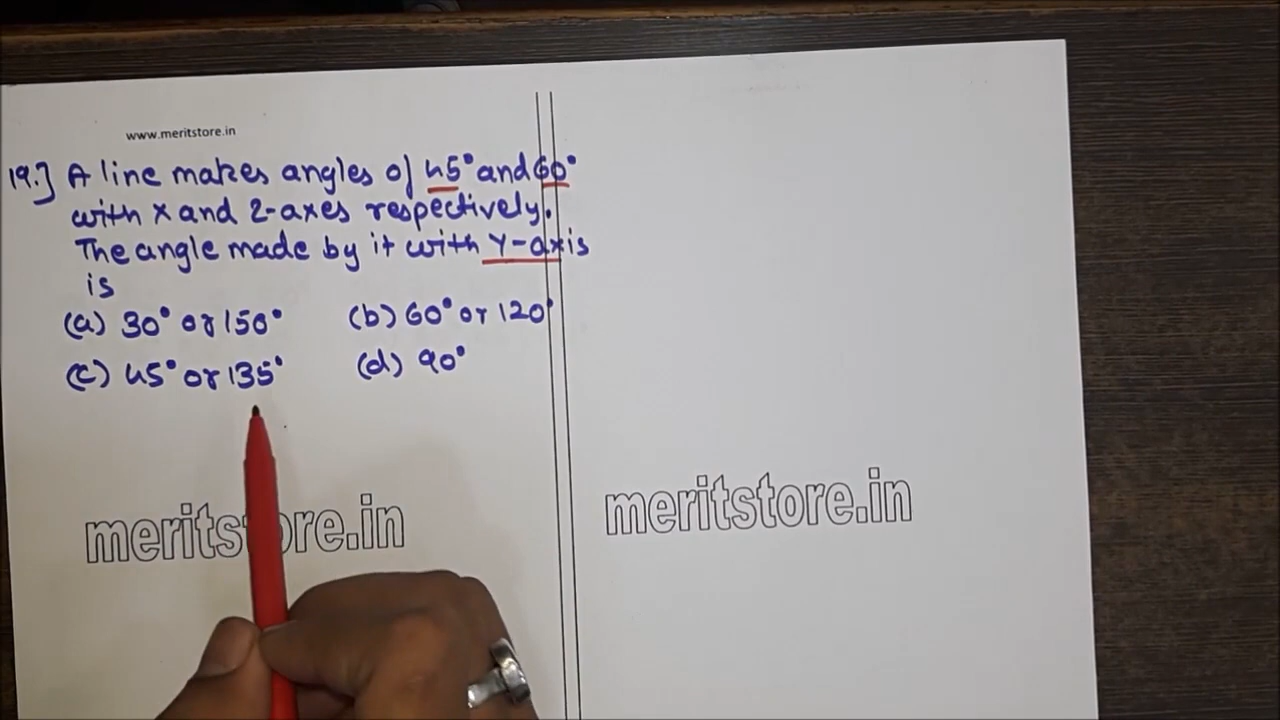 www.meritstore.in
19.] A line makes angles of 45° and 60°
with X and Z-axes respectively.
The angle made by it with Y-axis
is
(a) 30° or 150° (b) 60° or 120°
(c) 45° or 135° (d) 90°
meritstore.in meritstore.in